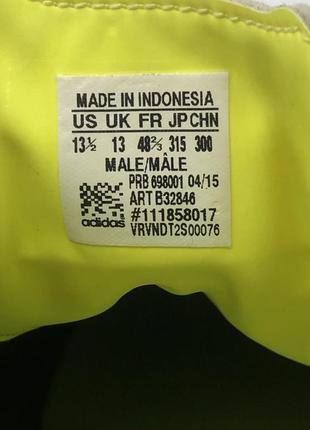 MADE IN INDONESIA
US UK FR JP CHN
13½ 13 48⅔ 315 300
MALE/MÂLE
PRB 698001 04/15
ART B32846
#111858017
adidas VRVNDT2S00076